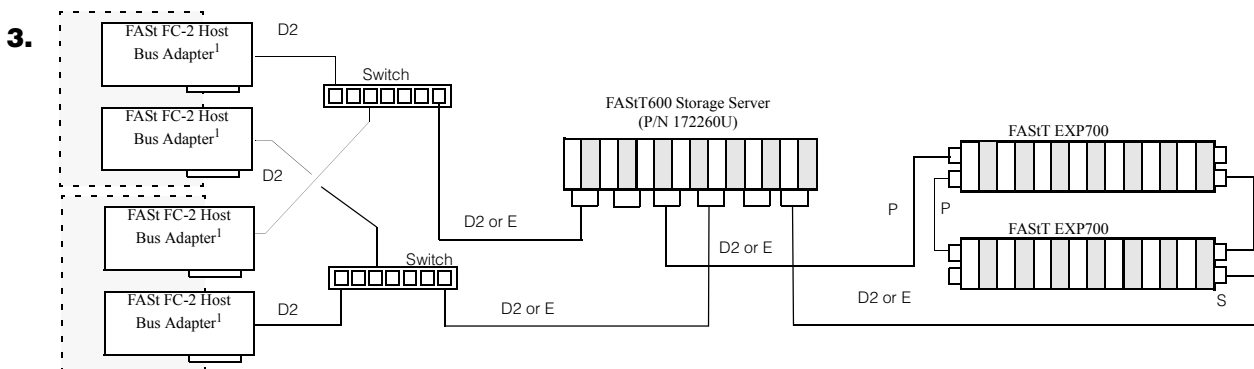 3.
FASt FC-2 Host
Bus Adapter1
D2
Switch
FASt FC-2 Host
Bus Adapter1
D2
FASt FC-2 Host
Bus Adapter1
FASt FC-2 Host
Bus Adapter1
D2
Switch
D2 or E
D2 or E
FAStT600 Storage Server
(P/N 172260U)
D2 or E
D2 or E
P
P
FAStT EXP700
FAStT EXP700
S